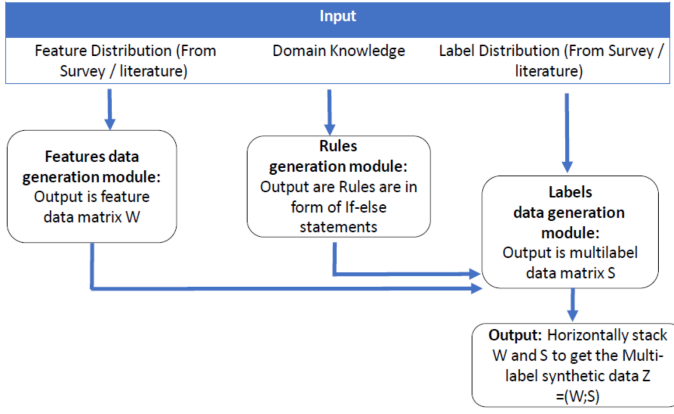 Input
Feature Distribution (From
Survey / literature)
Domain Knowledge
Label Distribution (From Survey /
literature)
Features data
generation module:
Output is feature
data matrix W
Rules
generation module:
Output are Rules are in
form of If-else
statements
Labels
data generation
module:
Output is multilabel
data matrix S
Output: Horizontally stack
W and S to get the Multi-
label synthetic data Z
=(W;S)